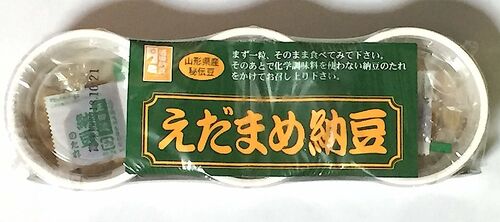 山形県産
秘伝豆
まず一粒、そのまま食べてみて下さい。
そのあとで化学調味料を使わない納豆のたれ
をかけてお召し上り下さい。
えだまめ納豆